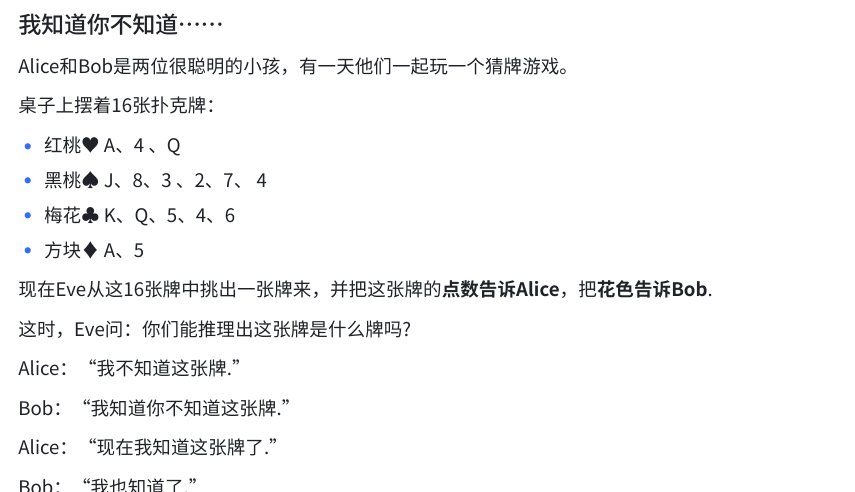 我知道你不知道……
Alice和Bob是两位很聪明的小孩，有一天他们一起玩一个猜牌游戏。
桌子上摆着16张扑克牌：
• 红桃♥ A、4 、Q
• 黑桃♠ J、8、3 、2、7、 4
• 梅花♣ K、Q、5、4、6
• 方块♦ A、5
现在Eve从这16张牌中挑出一张牌来，并把这张牌的点数告诉Alice，把花色告诉Bob.
这时，Eve问：你们能推理出这张牌是什么牌吗?
Alice： “我不知道这张牌.”
Bob： “我知道你不知道这张牌.”
Alice： “现在我知道这张牌了.”
Bob： “我也知道了.”